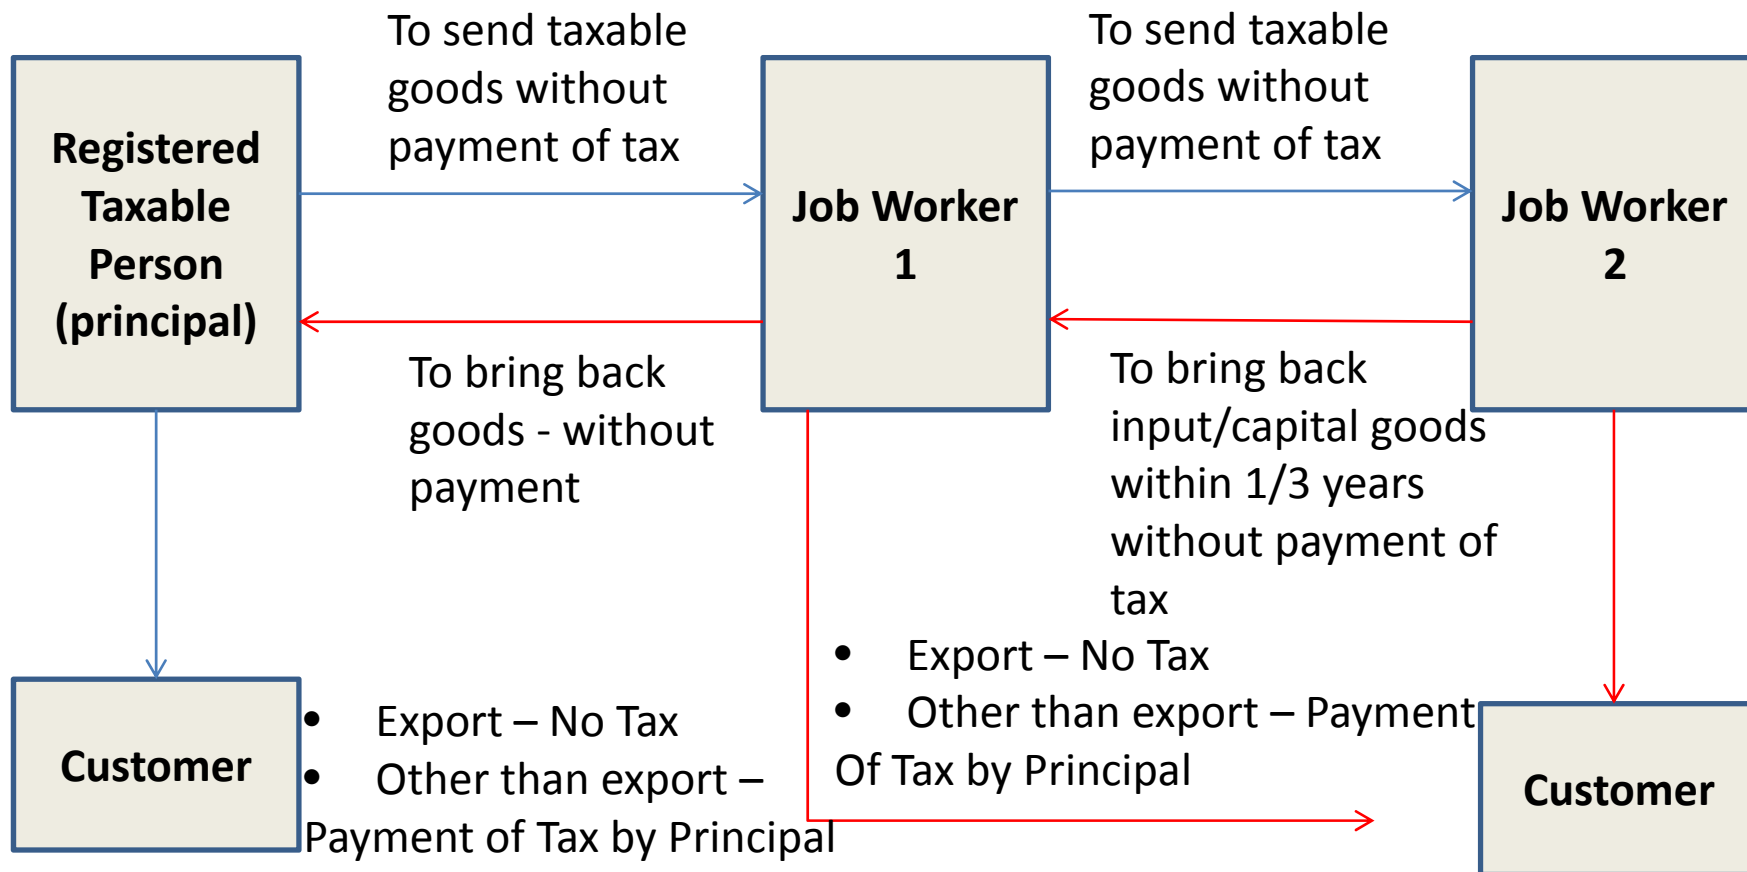 Registered
Taxable
Person
(principal)
To send taxable
goods without
payment of tax
Job Worker
1
To send taxable
goods without
payment of tax
Job Worker
2
To bring back
goods - without
payment
To bring back
input/capital goods
within 1/3 years
without payment of
tax
Customer
• Export – No Tax
• Other than export –
Payment of Tax by Principal
• Export – No Tax
• Other than export – Payment
Of Tax by Principal
Customer